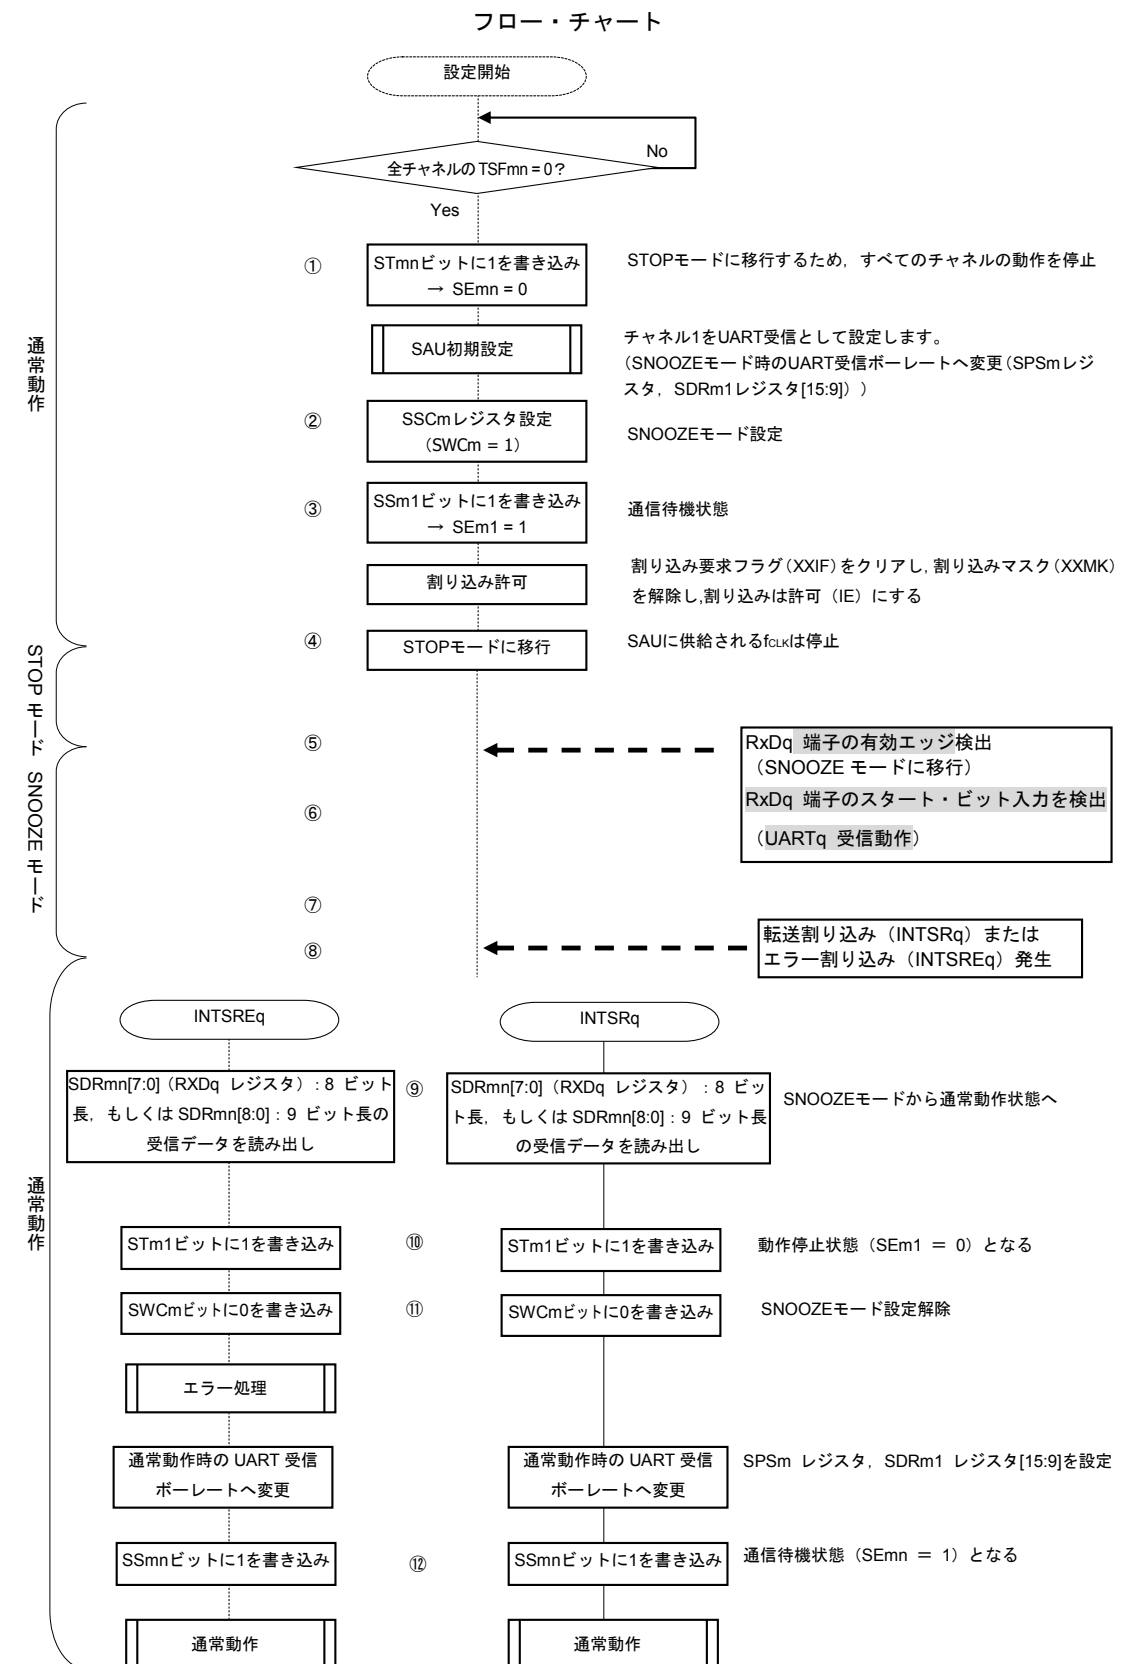 フロー・チャート
設定開始
No
全チャネルの TSFmn = 0?
Yes
①
STmnビットに1を書き込み
→ SEmn = 0
STOPモードに移行するため，すべてのチャネルの動作を停止
SAU初期設定
チャネル1をUART受信として設定します。
（SNOOZEモード時のUART受信ボーレートへ変更（SPSmレジ
スタ，SDRm1レジスタ[15:9]））
通常動作
②
SSCmレジスタ設定
（SWCm = 1）
SNOOZEモード設定
③
SSm1ビットに1を書き込み
→ SEm1 = 1
通信待機状態
割り込み許可
割り込み要求フラグ（XXIF）をクリアし, 割り込みマスク（XXMK）
を解除し,割り込みは許可（IE）にする
④
STOPモードに移行
SAUに供給されるfCLKは停止
STOP モード
⑤
RxDq 端子の有効エッジ検出
（SNOOZE モードに移行）
RxDq 端子のスタート・ビット入力を検出
（UARTq 受信動作）
SNOOZE モード
⑥
⑦
⑧
転送割り込み（INTSRq）または
エラー割り込み（INTSREq）発生
INTSREq
INTSRq
SDRmn[7:0]（RXDq レジスタ）: 8 ビット
長，もしくは SDRmn[8:0] : 9 ビット長の
受信データを読み出し
⑨
SDRmn[7:0]（RXDq レジスタ）: 8 ビッ
ト長，もしくは SDRmn[8:0] : 9 ビット長
の受信データを読み出し
SNOOZEモードから通常動作状態へ
通常動作
STm1ビットに1を書き込み
⑩
STm1ビットに1を書き込み
動作停止状態（SEm1 = 0）となる
SWCmビットに0を書き込み
⑪
SWCmビットに0を書き込み
SNOOZEモード設定解除
エラー処理
通常動作時の UART 受信
ボーレートへ変更
通常動作時の UART 受信
ボーレートへ変更
SPSm レジスタ，SDRm1 レジスタ[15:9]を設定
SSmnビットに1を書き込み
⑫
SSmnビットに1を書き込み
通信待機状態（SEmn = 1）となる
通常動作
通常動作